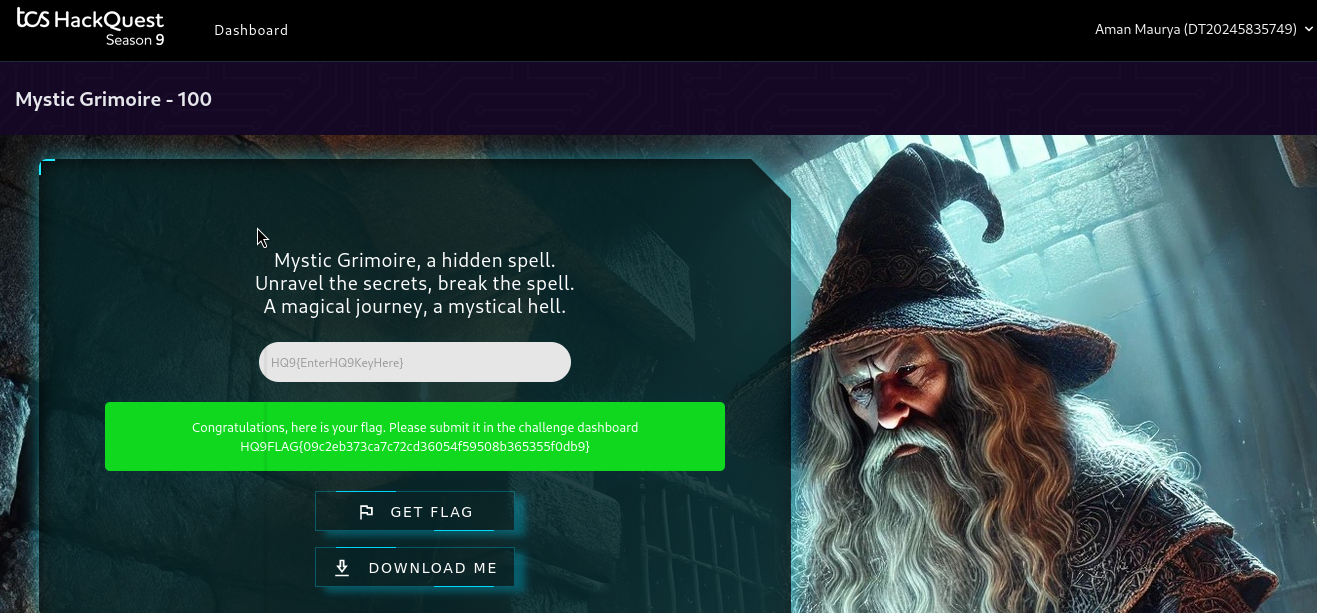 tcs HackQuest
Season 9
Dashboard
Aman Maurya (DT20245835749)
Mystic Grimoire - 100
Mystic Grimoire, a hidden spell.
Unravel the secrets, break the spell.
A magical journey, a mystical hell.
HQ9{EnterHQ9KeyHere}
Congratulations, here is your flag. Please submit it in the challenge dashboard
HQ9FLAG{09c2eb373ca7c72cd36054f59508b365355f0db9}
GET FLAG
DOWNLOAD ME